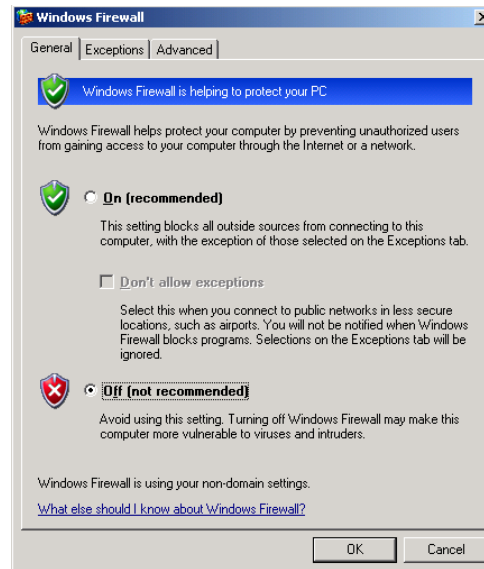 Windows Firewall
General
Exceptions
Advanced
Windows Firewall is helping to protect your PC
Windows Firewall helps protect your computer by preventing unauthorized users
from gaining access to your computer through the Internet or a network.
On (recommended)
This setting blocks all outside sources from connecting to this
computer, with the exception of those selected on the Exceptions tab.
Don't allow exceptions
Select this when you connect to public networks in less secure
locations, such as airports. You will not be notified when Windows
Firewall blocks programs. Selections on the Exceptions tab will be
ignored.
Off (not recommended)
Avoid using this setting. Turning off Windows Firewall may make this
computer more vulnerable to viruses and intruders.
Windows Firewall is using your non-domain settings.
What else should I know about Windows Firewall?
OK
Cancel